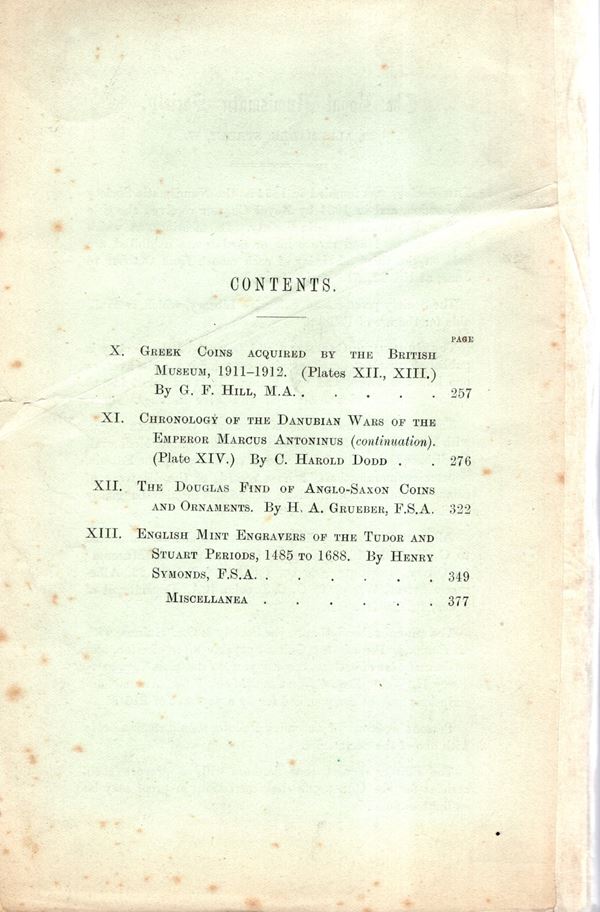 CONTENTS.
PAGE
X. GREEK COINS ACQUIRED BY THE BRITISH
MUSEUM, 1911–1912. (Plates XII., XIII.)
By G. F. HILL, M.A. . . . . . 257
XI. CHRONOLOGY OF THE DANUBIAN WARS OF THE
EMPEROR MARCUS ANTONINUS (continuation).
(Plate XIV.) By C. HAROLD DODD . . 276
XII. THE DOUGLAS FIND OF ANGLO-SAXON COINS
AND ORNAMENTS. By H. A. GRUEBER, F.S.A. 322
XIII. ENGLISH MINT ENGRAVERS OF THE TUDOR AND
STUART PERIODS, 1485 TO 1688. By HENRY
SYMONDS, F.S.A. . . . . . . 349
MISCELLANEA . . . . . . 377